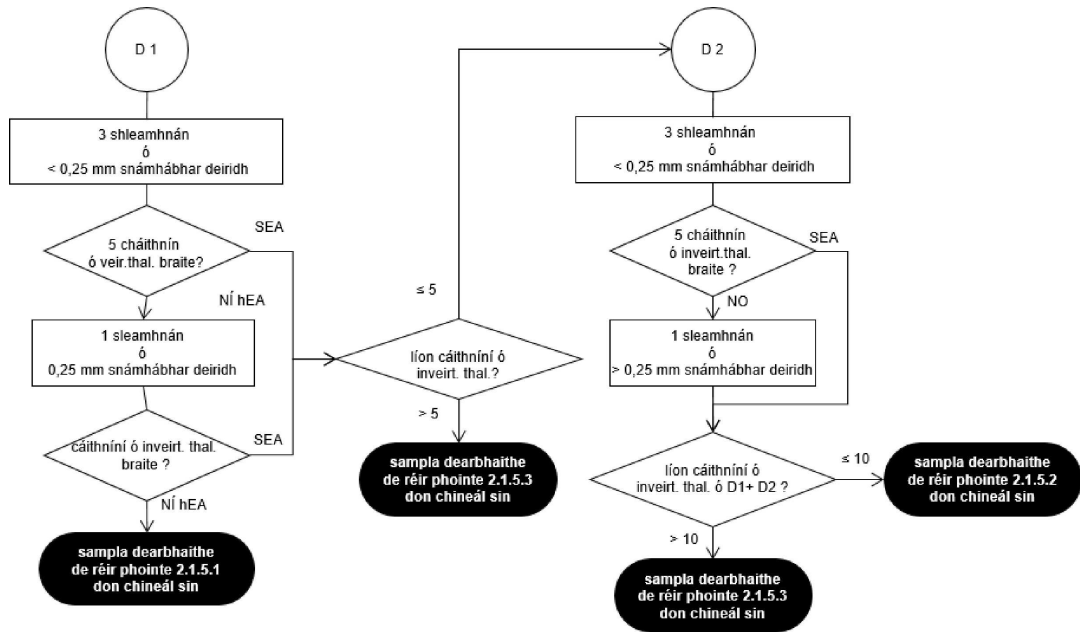 D 1
3 shleamhnán
ó
< 0,25 mm snámhábhar deiridh
5 cháithnín
ó veir.thal.
braite?
SEA
NÍ hEA
1 sleamhnán
ó
0,25 mm snámhábhar deiridh
cáithníní ó inveirt. thal.
braite ?
SEA
NÍ hEA
sampla dearbhaithe
de réir phointe 2.1.5.1
don chineál sin
≤ 5
líon cáithníní ó
inveirt. thal.?
> 5
sampla dearbhaithe
de réir phointe 2.1.5.3
don chineál sin
D 2
3 shleamhnán
ó
< 0,25 mm snámhábhar deiridh
5 cháithnín
ó inveirt.thal.
braite ?
SEA
NO
1 sleamhnán
ó
> 0,25 mm snámhábhar deiridh
líon cáithníní ó
inveirt. thal. ó D1+ D2 ?
≤ 10
sampla dearbhaithe
de réir phointe 2.1.5.2
don chineál sin
> 10
sampla dearbhaithe
de réir phointe 2.1.5.3
don chineál sin